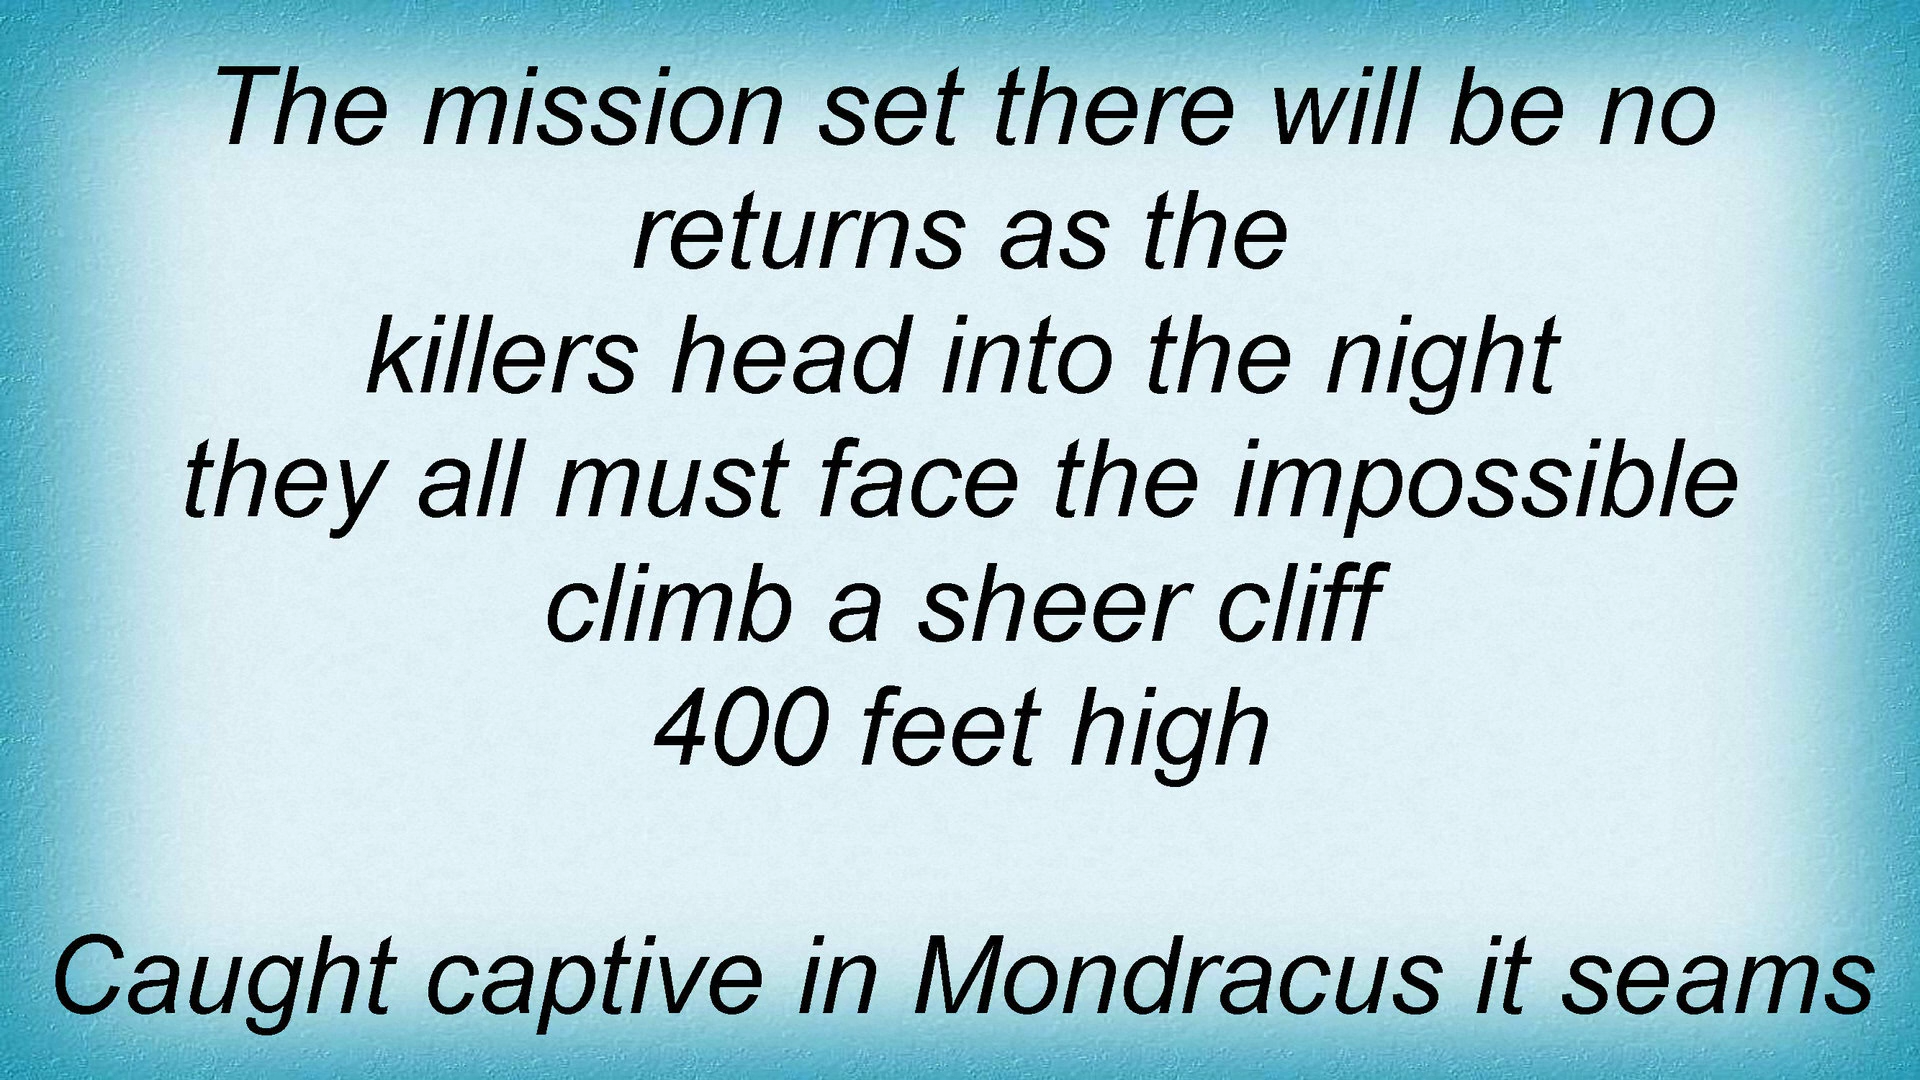 The mission set there will be no
returns as the
killers head into the night
they all must face the impossible
climb a sheer cliff
400 feet high
Caught captive in Mondracus it seams